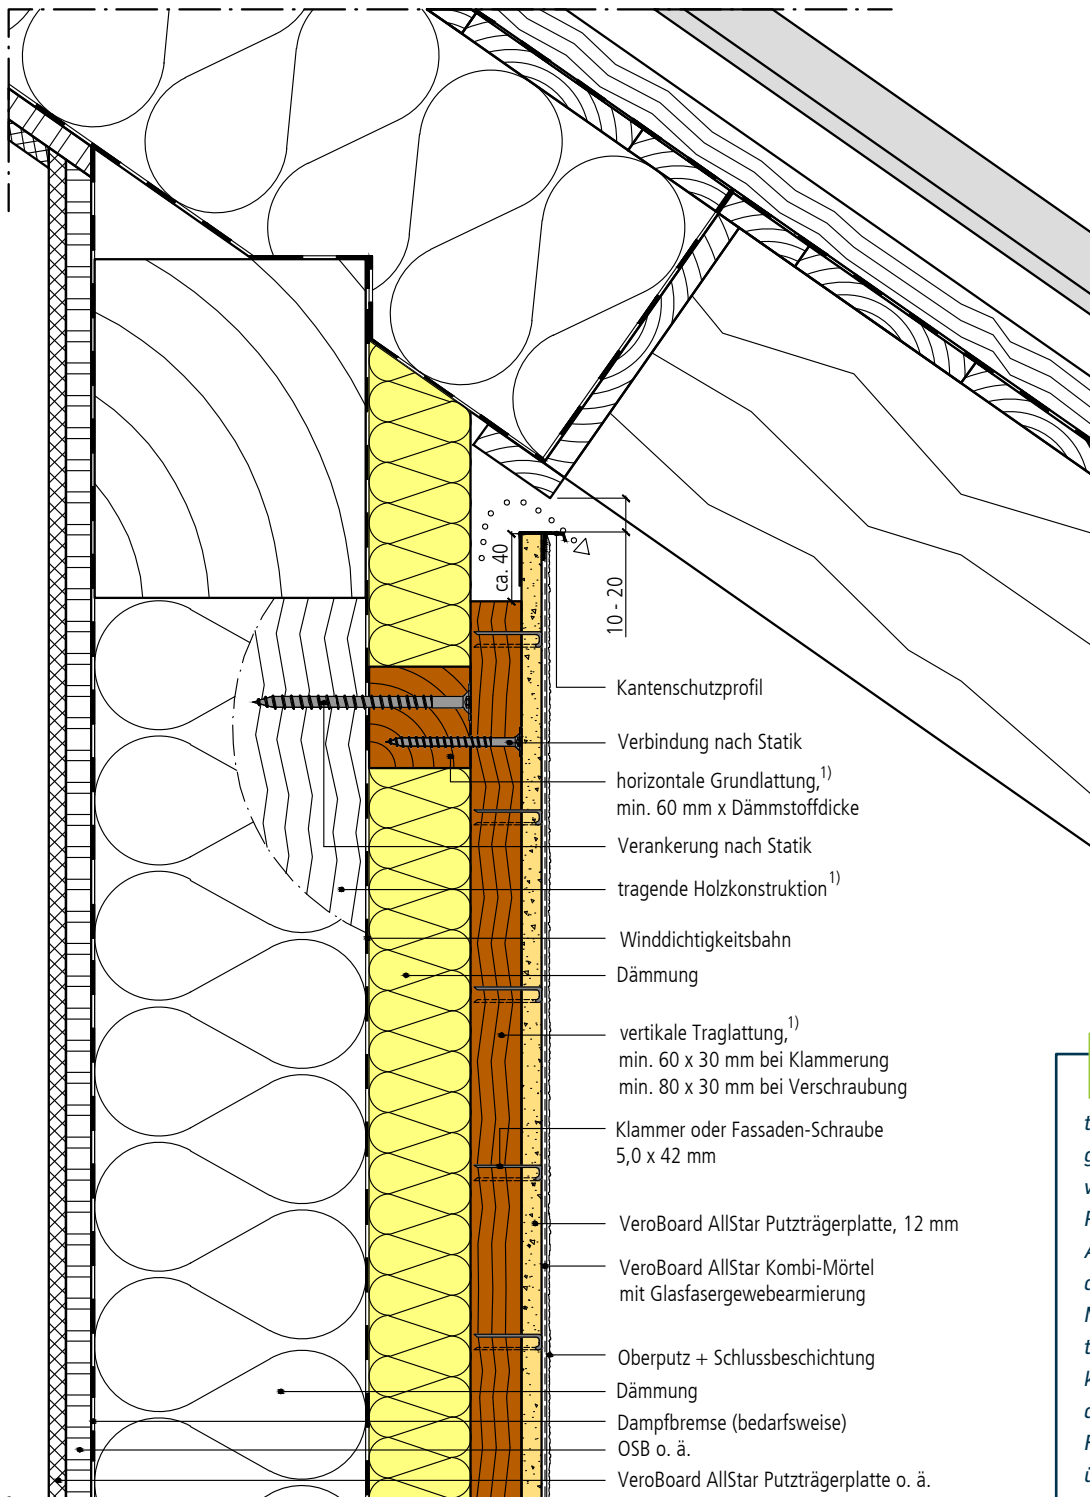 ca. 40
10 - 20
Kantenschutzprofil
Verbindung nach Statik
horizontale Grundlattung,1)
min. 60 mm x Dämmstoffdicke
Verankerung nach Statik
tragende Holzkonstruktion1)
Winddichtigkeitsbahn
Dämmung
vertikale Traglattung,1)
min. 60 x 30 mm bei Klammerung
min. 80 x 30 mm bei Verschraubung
Klammer oder Fassaden-Schraube
5,0 x 42 mm
VeroBoard AllStar Putzträgerplatte, 12 mm
VeroBoard AllStar Kombi-Mörtel
mit Glasfasergewebearmierung
Oberputz + Schlussbeschichtung
Dämmung
Dampfbremse (bedarfsweise)
OSB o. ä.
VeroBoard AllStar Putzträgerplatte o. ä.